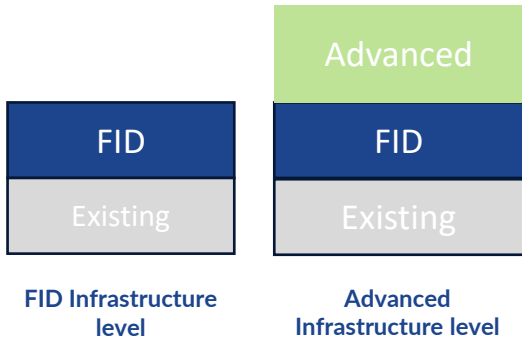 Advanced
FID
FID
Existing
Existing
FID Infrastructure
level
Advanced
Infrastructure level